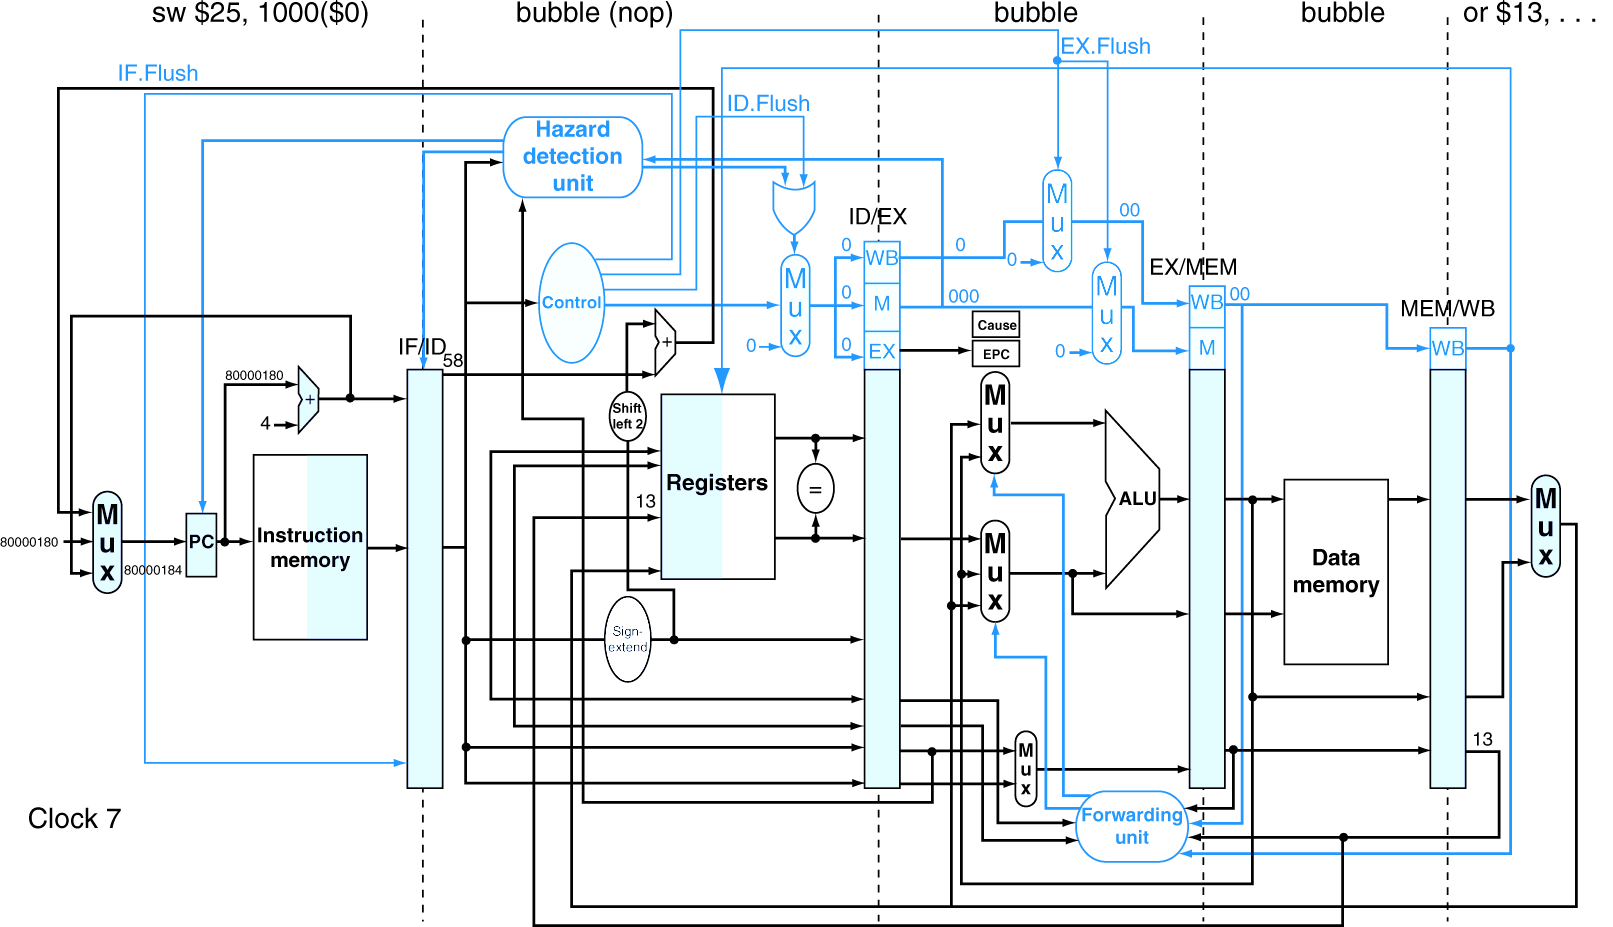 sw $25, 1000($0)
bubble (nop)
bubble
bubble
or $13, . . .
EX.Flush
IF.Flush
ID.Flush
Hazard
detection
unit
M
u
x
00
ID/EX
0
WB
0
0
EX/MEM
Control
M
u
x
0
M
000
M
u
x
WB
00
MEM/WB
Cause
0
EX
EPC
0
M
WB
IF/ID
58
+
80000180
+
4
Shift
left 2
M
u
x
Registers
=
13
ALU
M
u
x
80000180
80000184
PC
Instruction
memory
M
u
x
Data
memory
M
u
x
Sign-
extend
M
u
x
13
Forwarding
unit
Clock 7